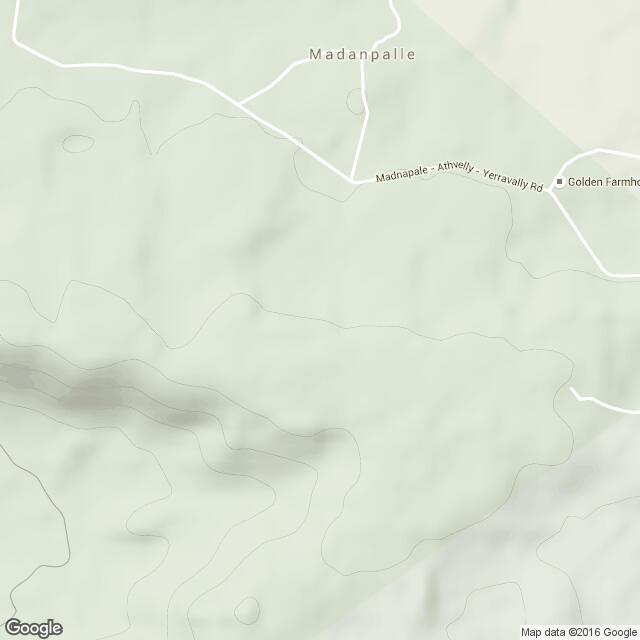 Madanpalle
Madnapale - Athvelly - Yerravally Rd
Golden Farmho
Google
Map data ©2016 Google